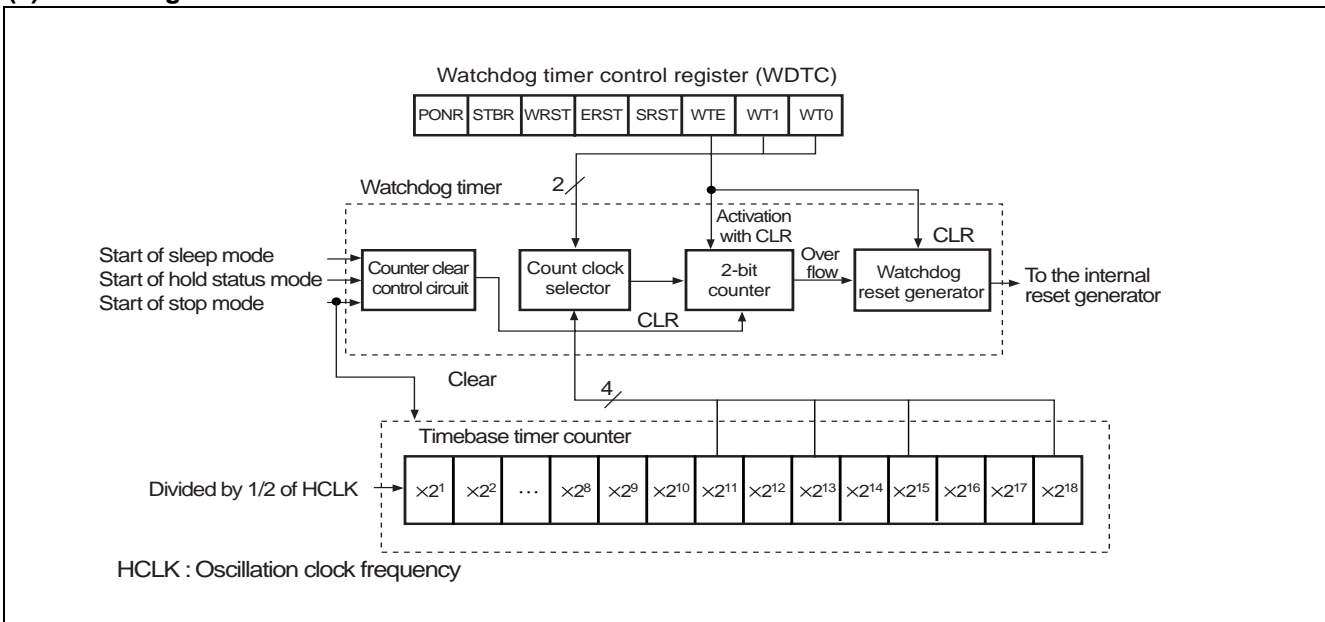 Watchdog timer control register (WDTC)
PONR STBR WRST ERST SRST WTE WT1 WT0
2
Watchdog timer
Activation
with CLR
CLR
Start of sleep mode
Start of hold status mode
Start of stop mode
Counter clear
control circuit
Count clock
selector
2-bit
counter
Over
flow
Watchdog
reset generator
To the internal
reset generator
CLR
Clear
4
Timebase timer counter
Divided by 1/2 of HCLK
×2¹ ×2² ... ×2⁸ ×2⁹ ×2¹⁰ ×2¹¹ ×2¹² ×2¹³ ×2¹⁴ ×2¹⁵ ×2¹⁶ ×2¹⁷ ×2¹⁸
HCLK : Oscillation clock frequency